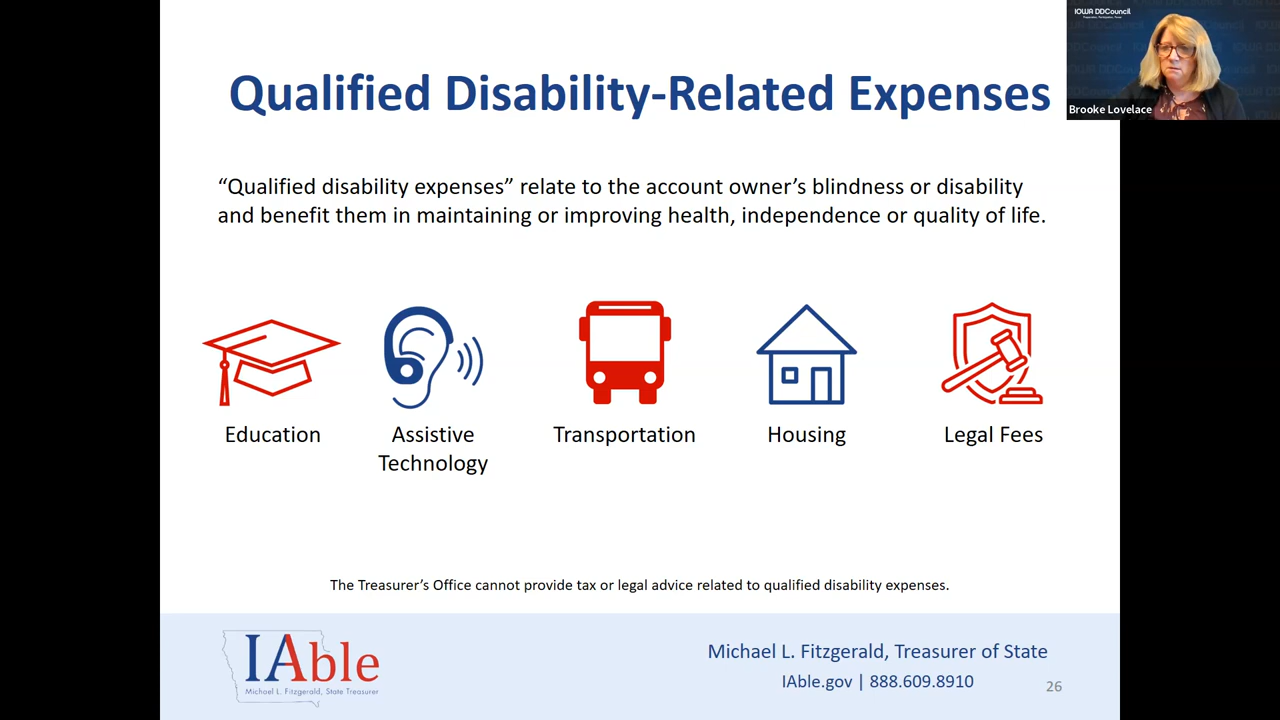 IOWA DDCouncil
Brooke Lovelace
Qualified Disability-Related Expenses
“Qualified disability expenses” relate to the account owner’s blindness or disability
and benefit them in maintaining or improving health, independence or quality of life.
Education
Assistive
Technology
Transportation
Housing
Legal Fees
The Treasurer’s Office cannot provide tax or legal advice related to qualified disability expenses.
IAble
Michael L. Fitzgerald, State Treasurer
Michael L. Fitzgerald, Treasurer of State
IAble.gov | 888.609.8910
26